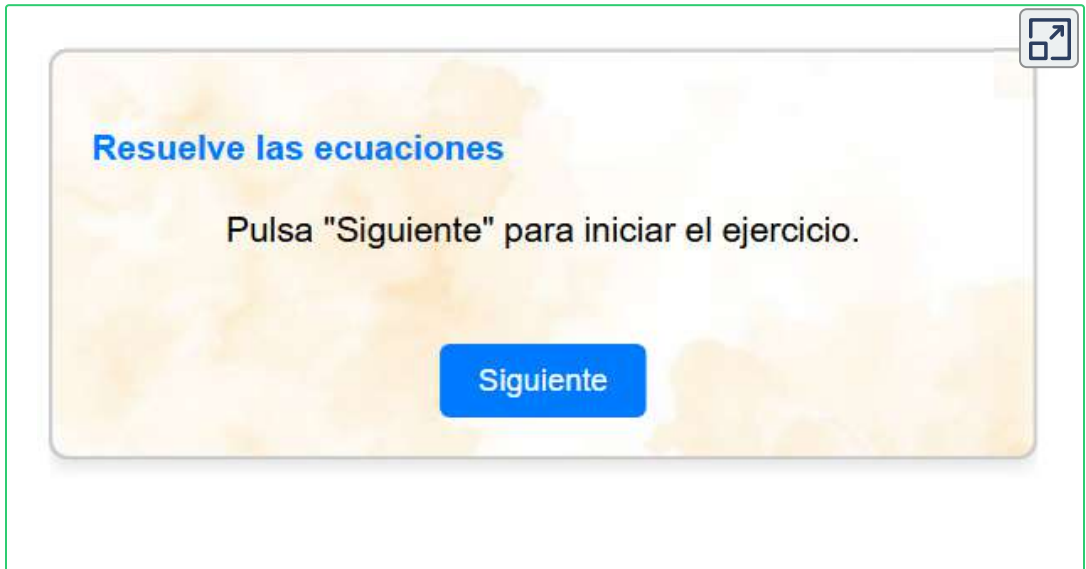 Resuelve las ecuaciones
Pulsa "Siguiente" para iniciar el ejercicio.
Siguiente